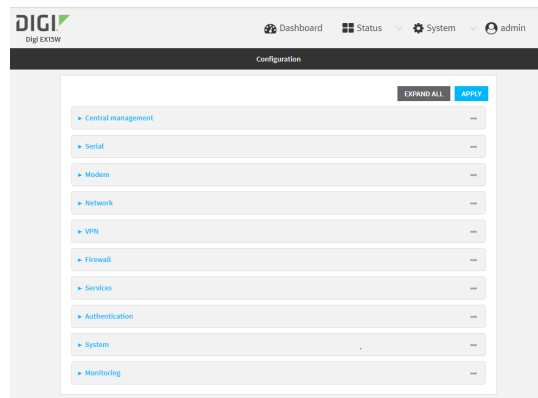 DIGI
Digi EX15W
Dashboard Status System admin
Configuration
EXPAND ALL APPLY
Central management
Serial
Modem
Network
VPN
Firewall
Services
Authentication
System
Monitoring